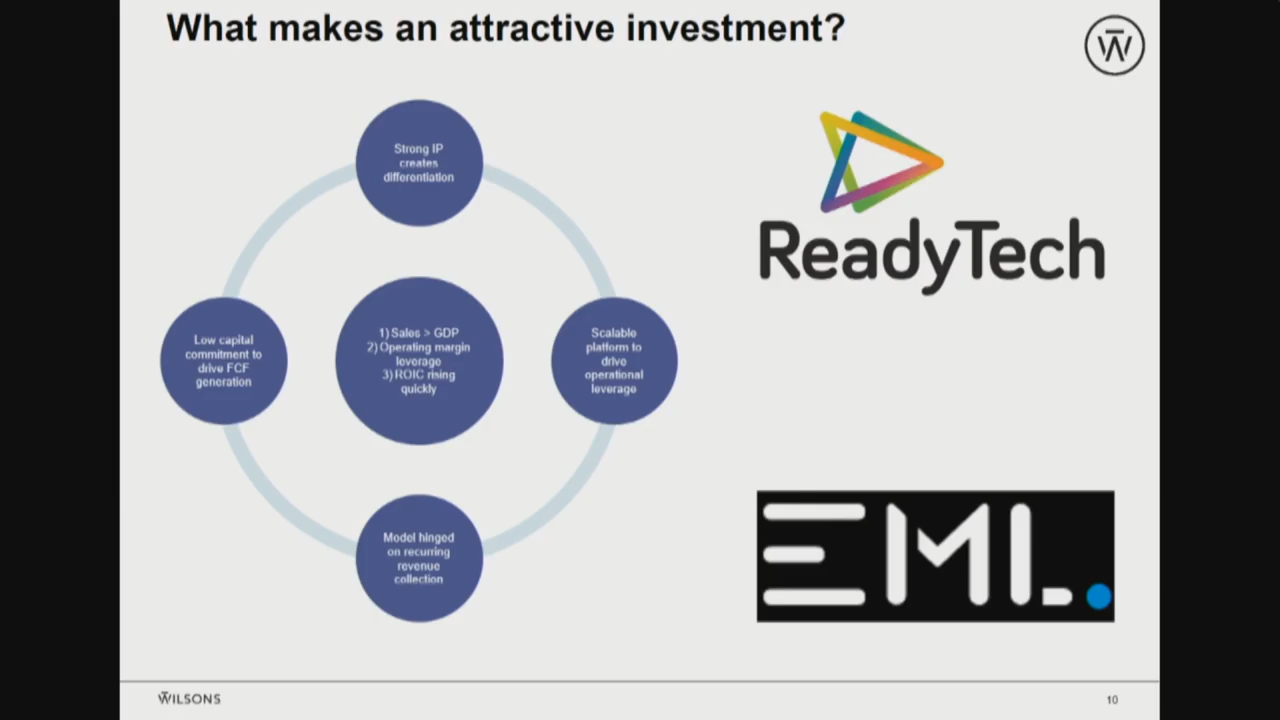 What makes an attractive investment?
Strong IP
creates
differentiation
Low capital
commitment to
drive FCF
generation
1) Sales > GDP
2) Operating margin
leverage
3) ROIC rising
quickly
Scalable
platform to
drive
operational
leverage
Model hinged
on recurring
revenue
collection
ReadyTech
EML.
WILSONS
10